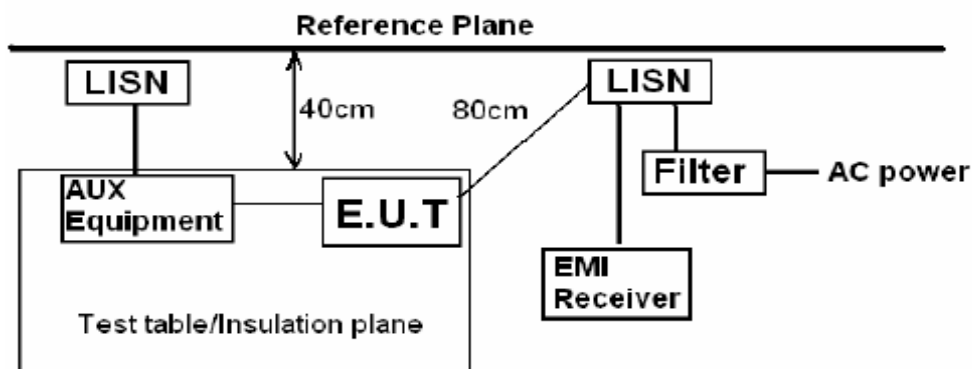 Reference Plane
LISN
40cm
80cm
LISN
Filter
AC power
AUX
Equipment
E.U.T
EMI
Receiver
Test table/Insulation plane